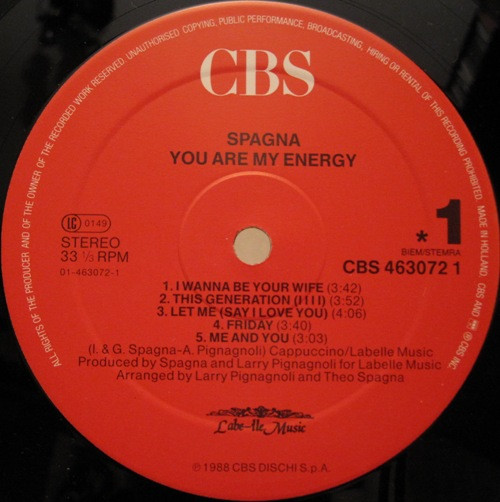 ALL RIGHTS OF THE PRODUCER AND OF THE OWNER OF THE RECORDED WORK RESERVED. UNAUTHORISED COPYING, PUBLIC PERFORMANCE, BROADCASTING, HIRING OR RENTAL OF THIS RECORDING PROHIBITED. MADE IN HOLLAND. CBS AND ® CBS INC.
CBS
SPAGNA
YOU ARE MY ENERGY
LC 0149
STEREO
33 ⅓ RPM
01-463072-1
* 1
BIEM/STEMRA
CBS 463072 1
1. I WANNA BE YOUR WIFE (3:42)
2. THIS GENERATION (I I I I) (3:52)
3. LET ME (SAY I LOVE YOU) (4:06)
4. FRIDAY (3:40)
5. ME AND YOU (3:03)
(I. & G. Spagna-A. Pignagnoli) Cappuccino/Labelle Music
Produced by Spagna and Larry Pignagnoli for Labelle Music
Arranged by Larry Pignagnoli and Theo Spagna
Labe-lle Music
℗ 1988 CBS DISCHI S.p.A.